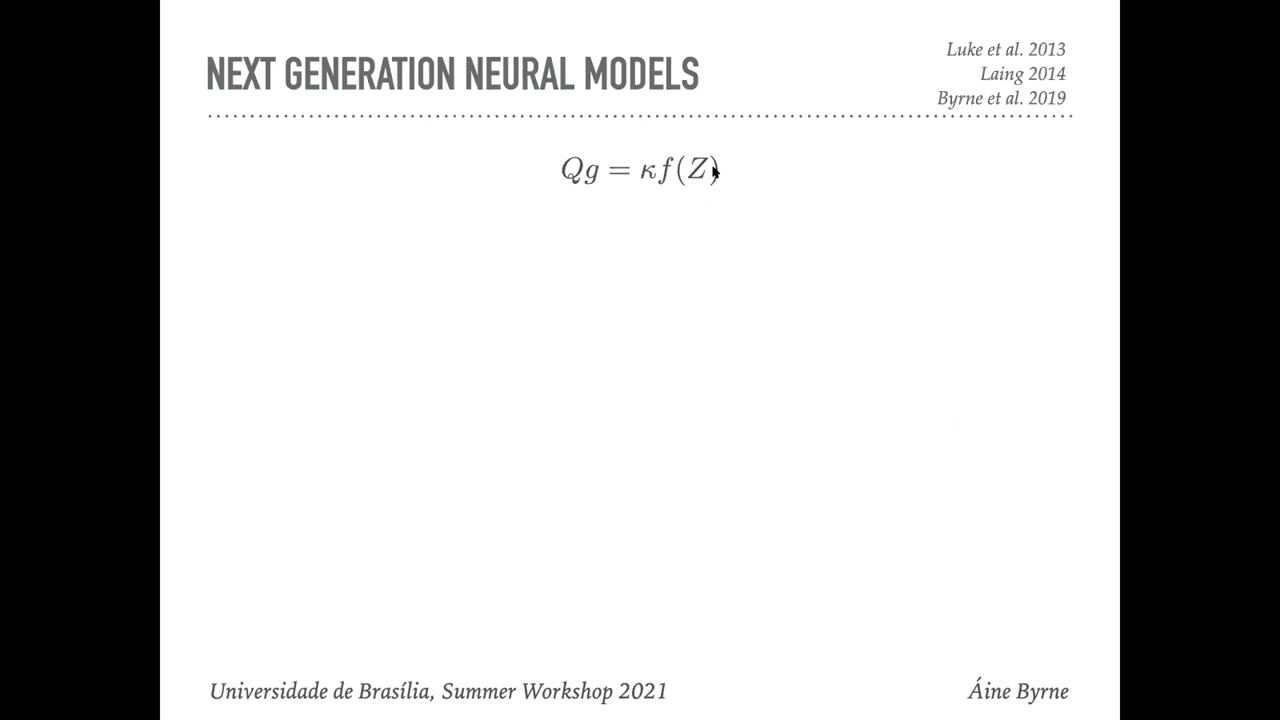 NEXT GENERATION NEURAL MODELS
Luke et al. 2013
Laing 2014
Byrne et al. 2019
Qg = κf(Z)
Universidade de Brasília, Summer Workshop 2021
Áine Byrne